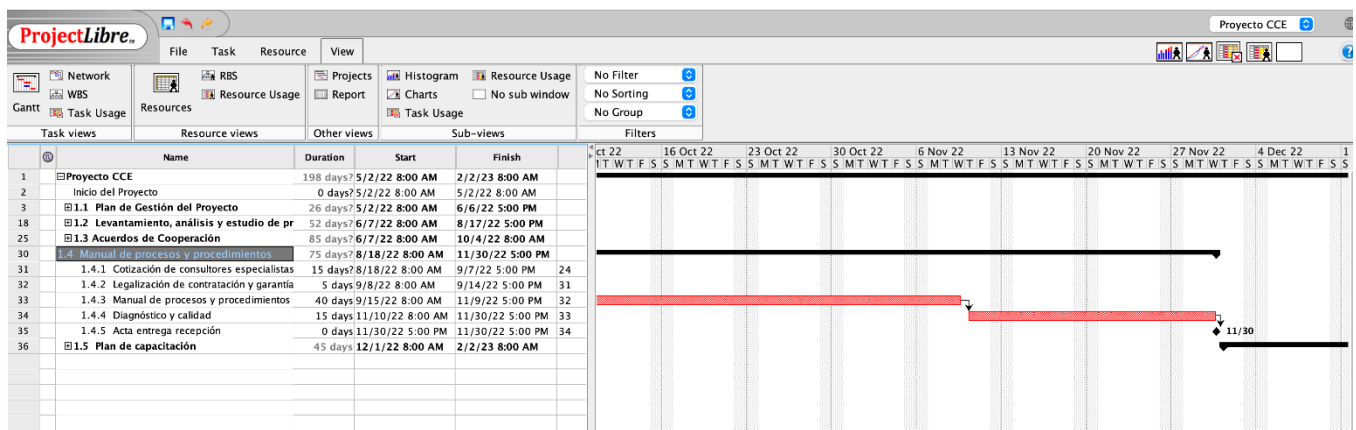 ProjectLibre™
Proyecto CCE
File Task Resource View
Network RBS Projects Histogram Resource Usage No Filter
WBS Resource Usage Report Charts No sub window No Sorting
Gantt Task Usage Resources Task Usage No Group
Task views Resource views Other views Sub-views Filters
Name Duration Start Finish
ct 22 16 Oct 22 23 Oct 22 30 Oct 22 6 Nov 22 13 Nov 22 20 Nov 22 27 Nov 22 4 Dec 22 1
T W T F S S M T W T F S S M T W T F S S M T W T F S S M T W T F S S M T W T F S S M T W T F S S M T W T F S S M T W T F S S
1 Proyecto CCE 198 days? 5/2/22 8:00 AM 2/2/23 8:00 AM
2 Inicio del Proyecto 0 days? 5/2/22 8:00 AM 5/2/22 8:00 AM
3 1.1 Plan de Gestión del Proyecto 26 days? 5/2/22 8:00 AM 6/6/22 5:00 PM
18 1.2 Levantamiento, análisis y estudio de pr 52 days? 6/7/22 8:00 AM 8/17/22 5:00 PM
25 1.3 Acuerdos de Cooperación 85 days? 6/7/22 8:00 AM 10/4/22 8:00 AM
30 1.4 Manual de procesos y procedimientos 75 days? 8/18/22 8:00 AM 11/30/22 5:00 PM
31 1.4.1 Cotización de consultores especialistas 15 days? 8/18/22 8:00 AM 9/7/22 5:00 PM 24
32 1.4.2 Legalización de contratación y garantía 5 days 9/8/22 8:00 AM 9/14/22 5:00 PM 31
33 1.4.3 Manual de procesos y procedimientos 40 days 9/15/22 8:00 AM 11/9/22 5:00 PM 32
34 1.4.4 Diagnóstico y calidad 15 days 11/10/22 8:00 AM 11/30/22 5:00 PM 33
35 1.4.5 Acta entrega recepción 0 days 11/30/22 5:00 PM 11/30/22 5:00 PM 34 11/30
36 1.5 Plan de capacitación 45 days 12/1/22 8:00 AM 2/2/23 8:00 AM